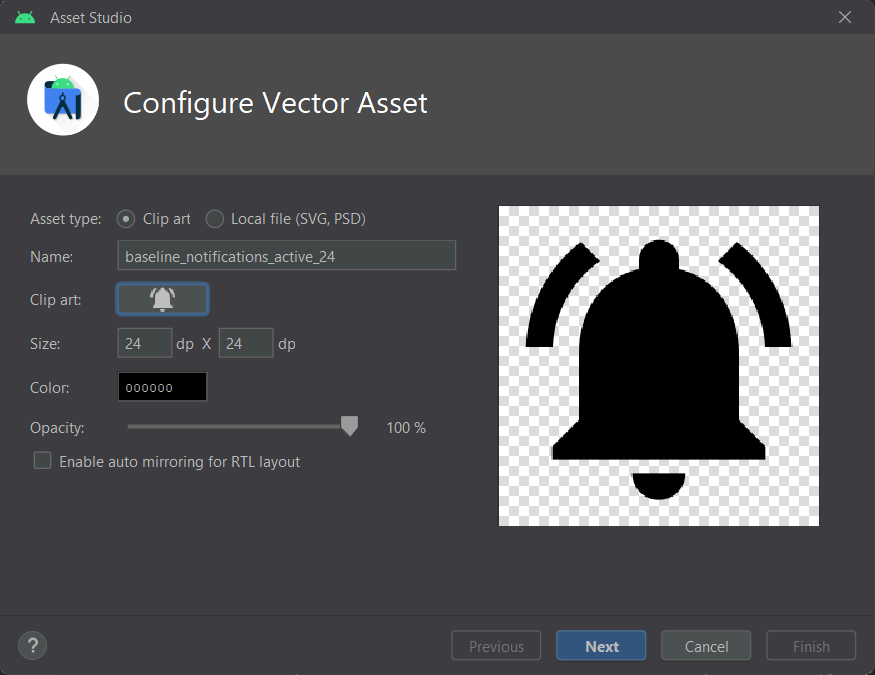 Asset Studio
Configure Vector Asset
Asset type: Clip art Local file (SVG, PSD)
Name: baseline_notifications_active_24
Clip art:
Size: 24 dp X 24 dp
Color: 000000
Opacity: 100 %
Enable auto mirroring for RTL layout
? Previous Next Cancel Finish